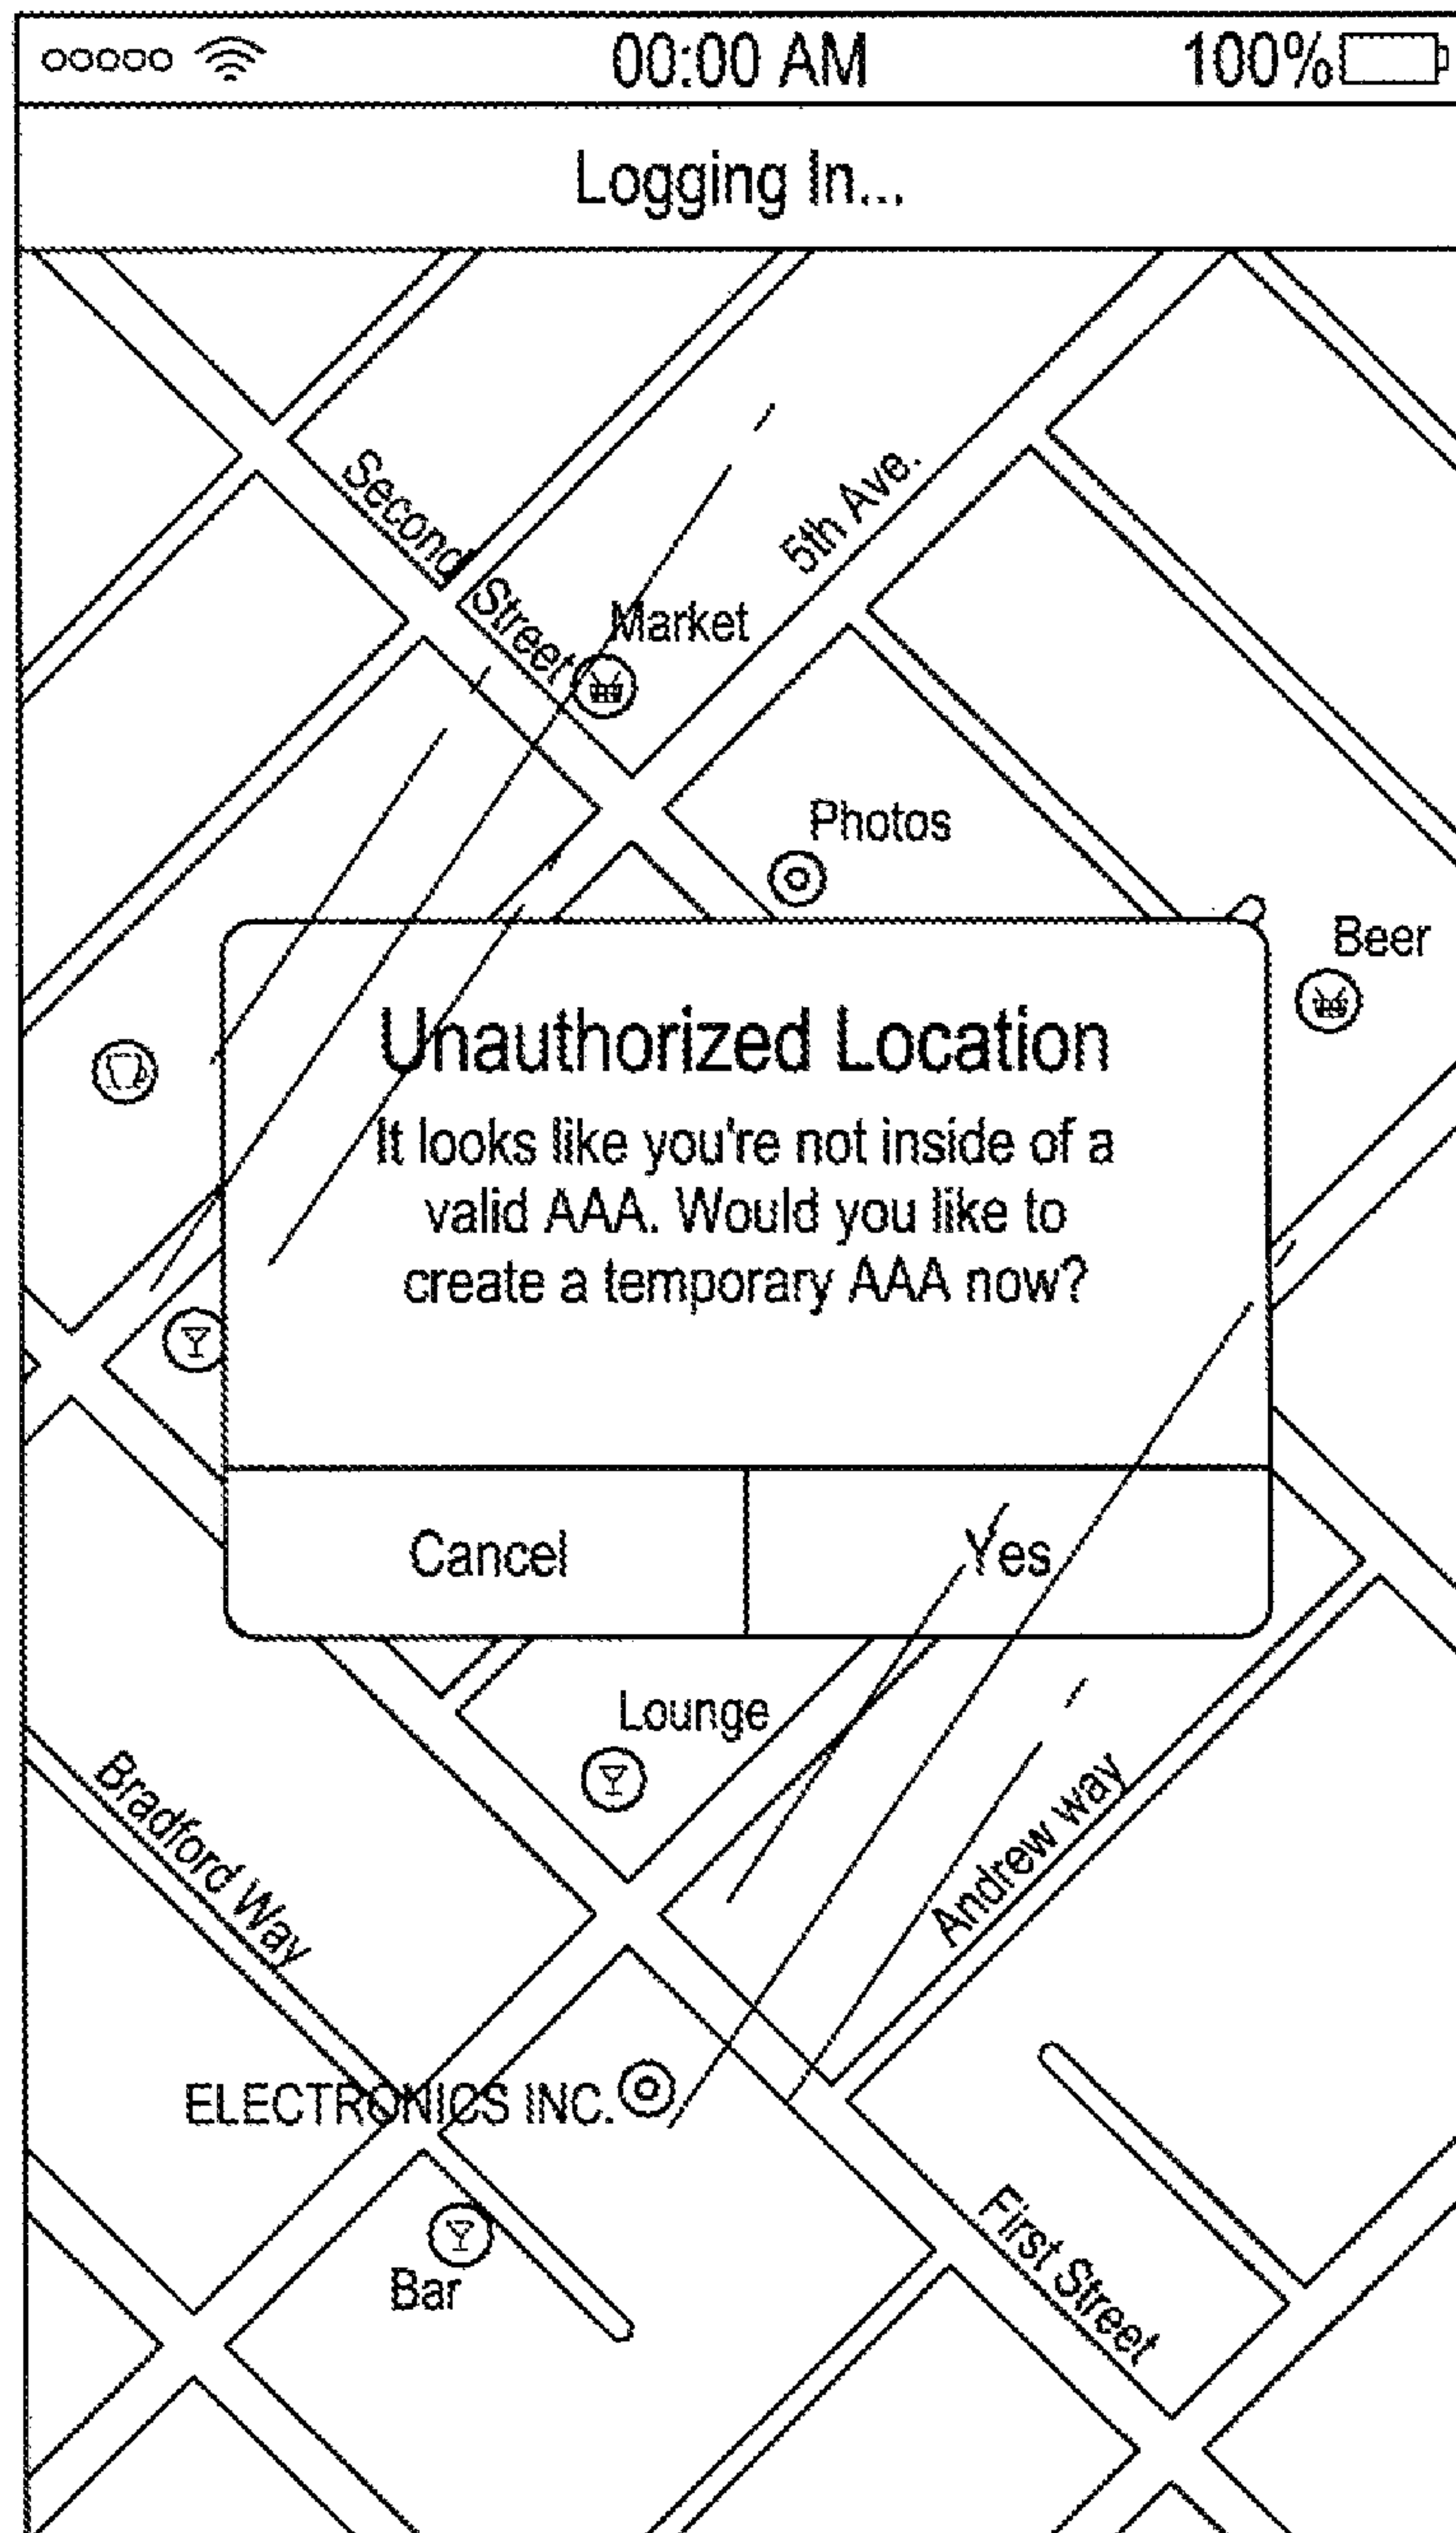 00:00 AM 100%
Logging In...
Second Street
5th Ave.
Market
Photos
Beer
Unauthorized Location
It looks like you're not inside of a
valid AAA. Would you like to
create a temporary AAA now?
Cancel Yes
Lounge
Bradford Way
Andrew way
ELECTRONICS INC.
First Street
Bar